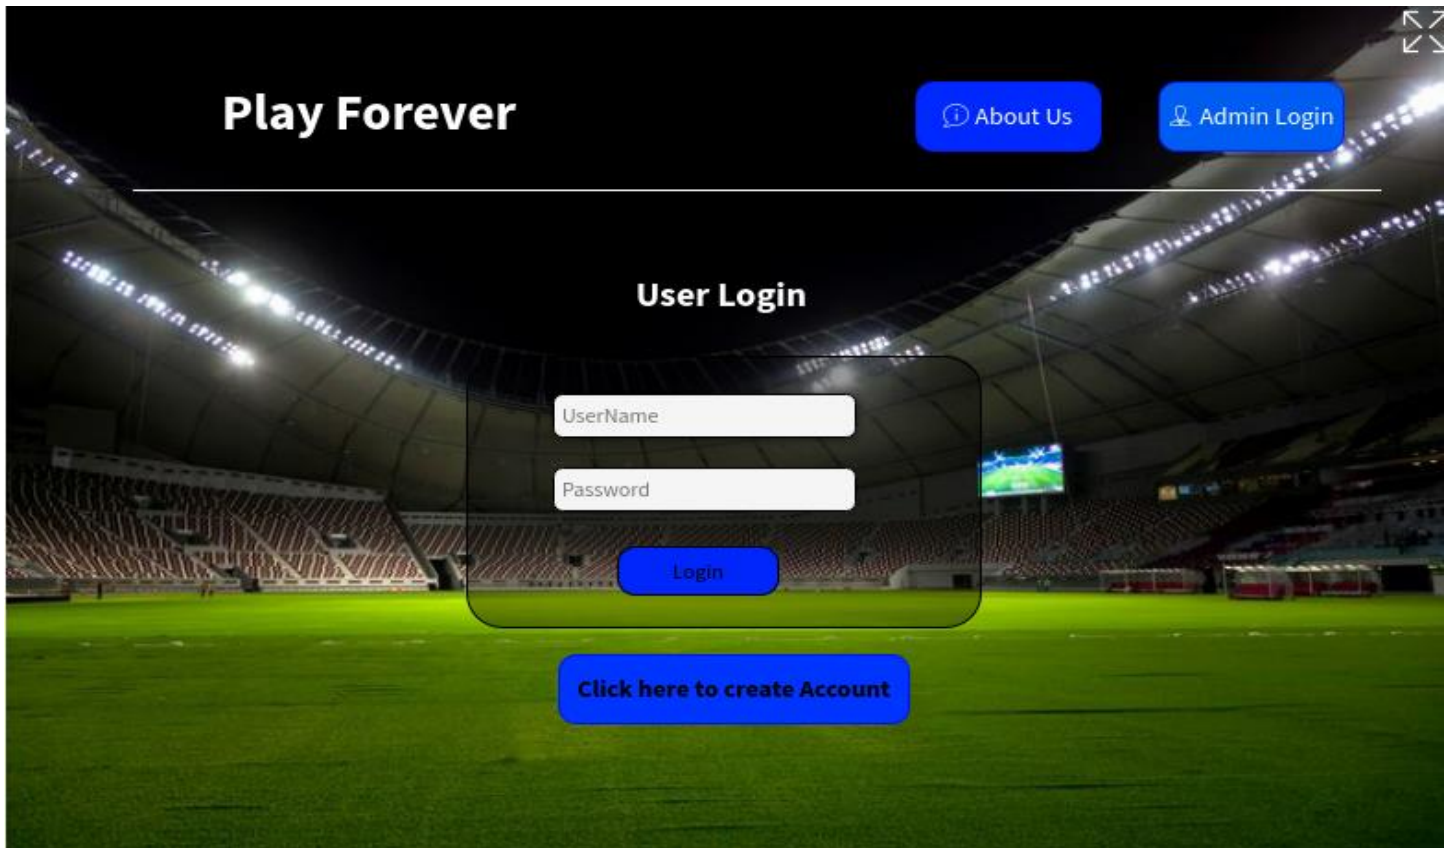 Play Forever
About Us
Admin Login
User Login
UserName
Password
Login
Click here to create Account